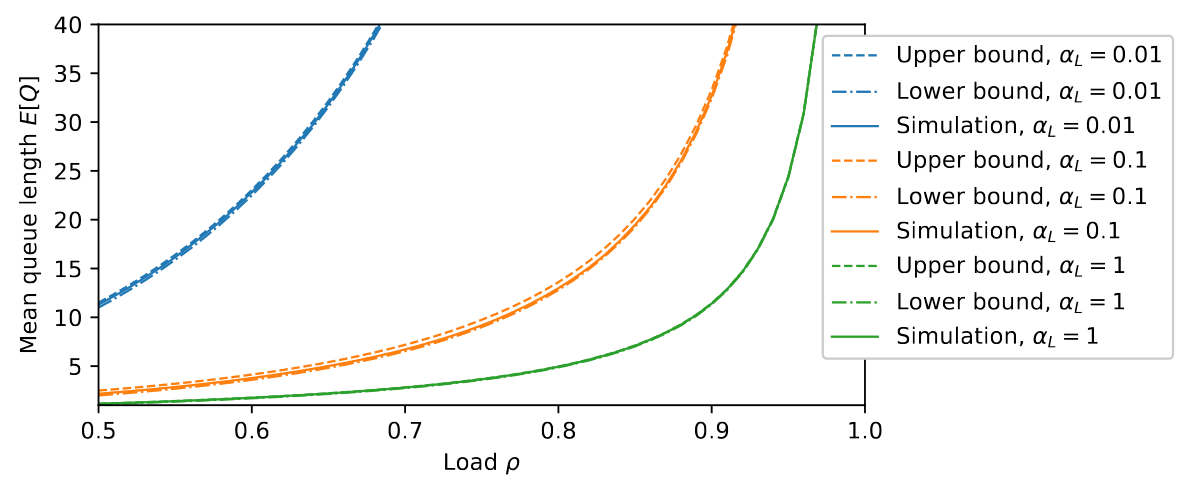 40
35
30
25
20
15
10
5
Mean queue length E[Q]
0.5 0.6 0.7 0.8 0.9 1.0
Load ρ
Upper bound, α_L = 0.01
Lower bound, α_L = 0.01
Simulation, α_L = 0.01
Upper bound, α_L = 0.1
Lower bound, α_L = 0.1
Simulation, α_L = 0.1
Upper bound, α_L = 1
Lower bound, α_L = 1
Simulation, α_L = 1